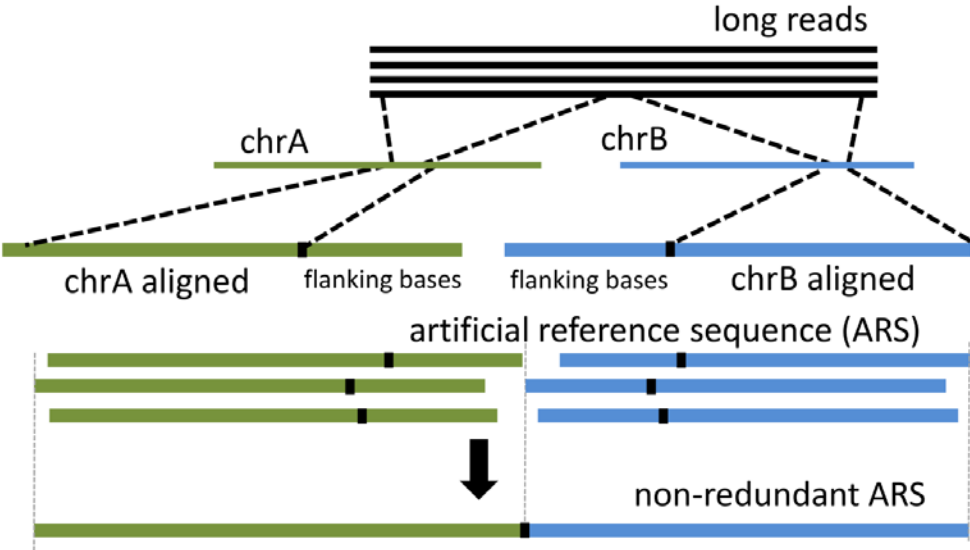 long reads
chrA
chrB
chrA aligned
flanking bases
flanking bases
chrB aligned
artificial reference sequence (ARS)
non-redundant ARS